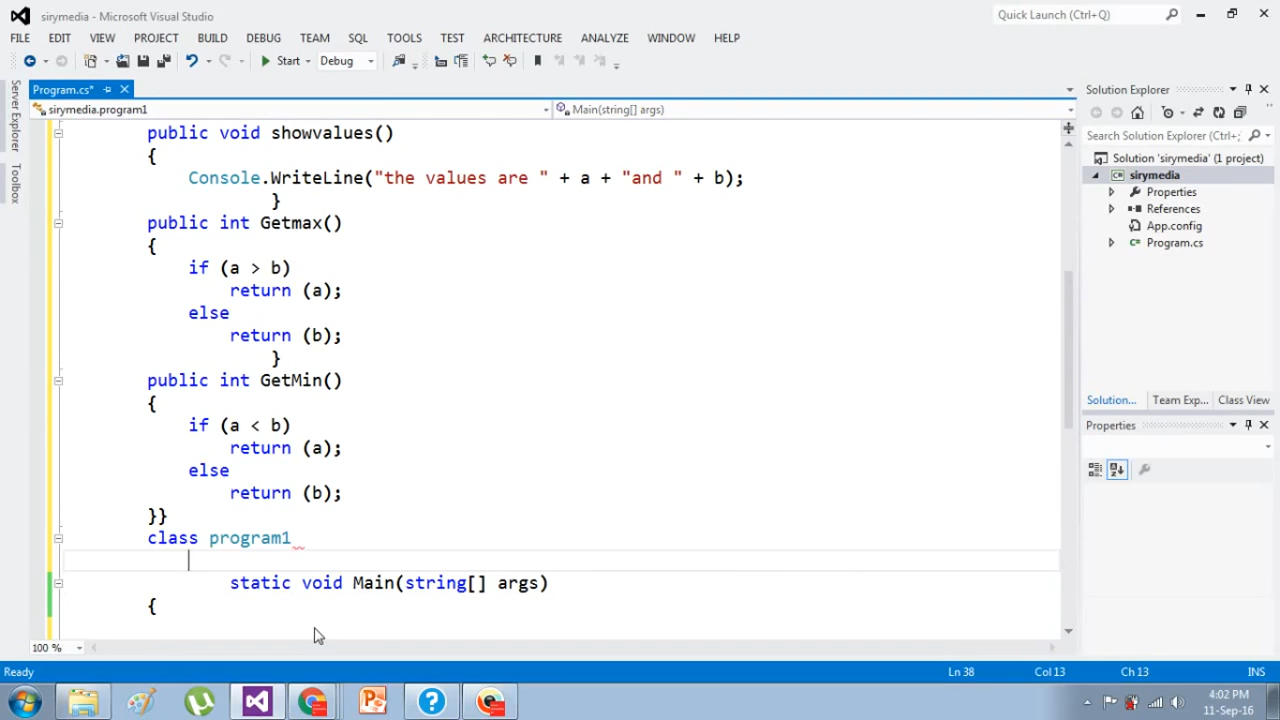 sirymedia - Microsoft Visual Studio
Quick Launch (Ctrl+Q)
FILE EDIT VIEW PROJECT BUILD DEBUG TEAM SQL TOOLS TEST ARCHITECTURE ANALYZE WINDOW HELP
Start Debug
Server Explorer
Toolbox
Program.cs*
sirymedia.program1
Main(string[] args)
public void showvalues()
{
Console.WriteLine("the values are " + a + "and " + b);
}
public int Getmax()
{
if (a > b)
return (a);
else
return (b);
}
public int GetMin()
{
if (a < b)
return (a);
else
return (b);
}}
class program1
static void Main(string[] args)
{
100 %
Solution Explorer
Search Solution Explorer (Ctrl+;
Solution 'sirymedia' (1 project)
sirymedia
Properties
References
App.config
Program.cs
Solution... Team Exp... Class View
Properties
Ready
Ln 38 Col 13 Ch 13 INS
4:02 PM
11-Sep-16